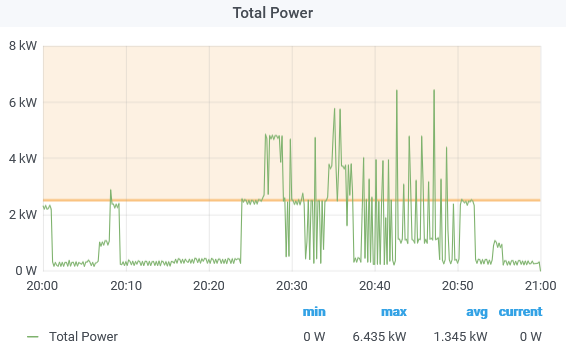 Total Power
8 kW
6 kW
4 kW
2 kW
0 W
20:00 20:10 20:20 20:30 20:40 20:50 21:00
min max avg current
Total Power 0 W 6.435 kW 1.345 kW 0 W